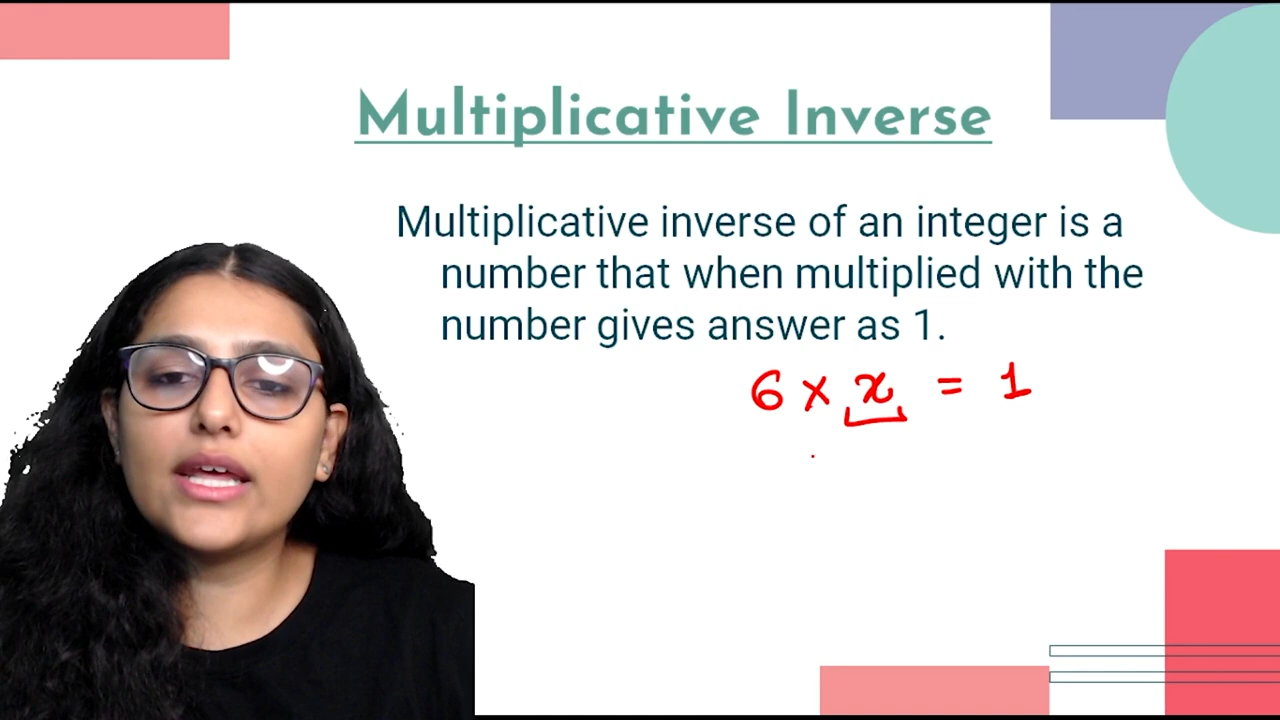 Multiplicative Inverse
Multiplicative inverse of an integer is a
number that when multiplied with the
number gives answer as 1.
6 × x = 1